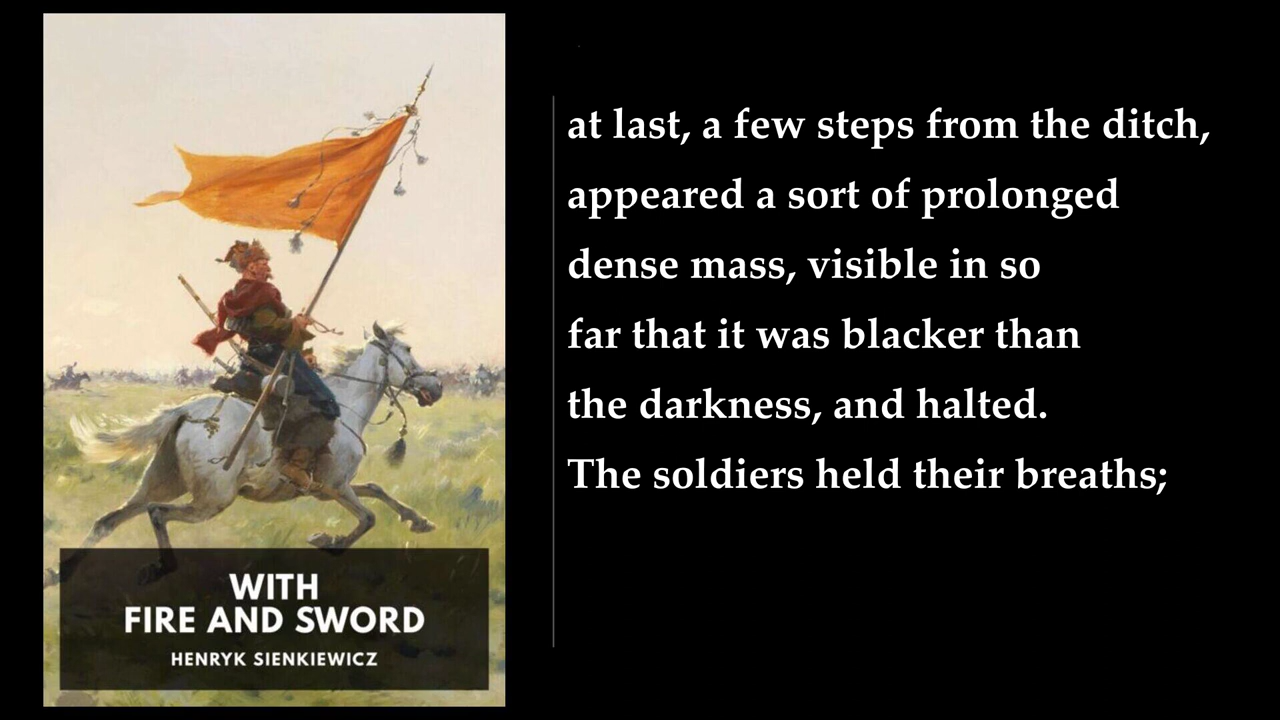 at last, a few steps from the ditch,
appeared a sort of prolonged
dense mass, visible in so
far that it was blacker than
the darkness, and halted.
The soldiers held their breaths;
WITH
FIRE AND SWORD
HENRYK SIENKIEWICZ